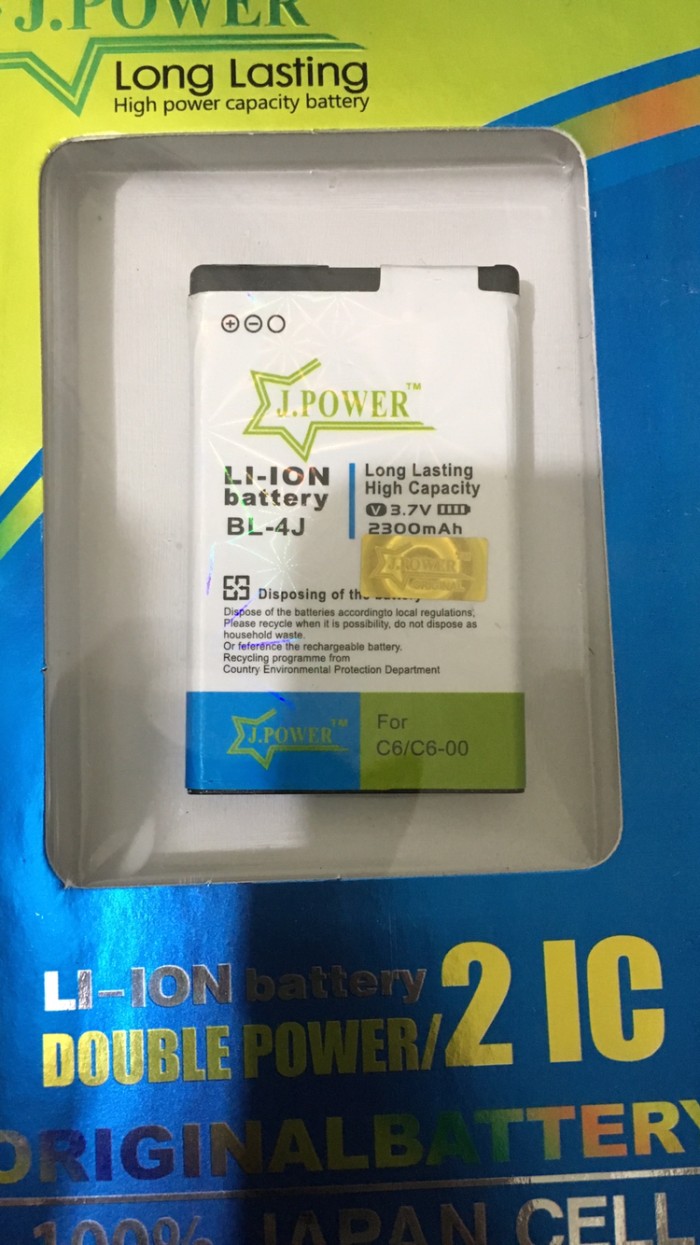 J.POWER
Long Lasting
High power capacity battery
J.POWER™
LI-ION
battery
BL-4J
Long Lasting
High Capacity
V 3.7V
2300mAh
J.POWER
ORIGINAL
Disposing of the battery
Dispose of the batteries accordingto local regulations;
Please recycle when it is possibility, do not dispose as
household waste.
Or feference the rechargeable battery.
Recycling programme from
Country Environmental Protection Department
J.POWER™
For
C6/C6-00
LI-ION battery
DOUBLE POWER/2 IC
ORIGINALBATTERY
100% JAPAN CELL